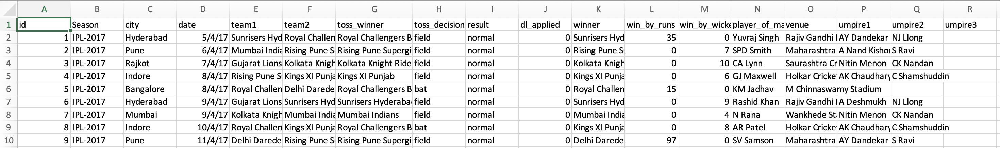 A B C D E F G H I J K L M N O P Q R
1 id Season city date team1 team2 toss_winner toss_decision result dl_applied winner win_by_runs win_by_wicke player_of_ma venue umpire1 umpire2 umpire3
2 1 IPL-2017 Hyderabad 5/4/17 Sunrisers Hyd Royal Challen Royal Challengers B field normal 0 Sunrisers Hyd 35 0 Yuvraj Singh Rajiv Gandhi I AY Dandekar NJ Llong
3 2 IPL-2017 Pune 6/4/17 Mumbai India Rising Pune Su Rising Pune Supergi field normal 0 Rising Pune Su 0 7 SPD Smith Maharashtra A Nand Kishor S Ravi
4 3 IPL-2017 Rajkot 7/4/17 Gujarat Lions Kolkata Knigh Kolkata Knight Ride field normal 0 Kolkata Knigh 0 10 CA Lynn Saurashtra Cr Nitin Menon CK Nandan
5 4 IPL-2017 Indore 8/4/17 Rising Pune Su Kings XI Punja Kings XI Punjab field normal 0 Kings XI Punja 0 6 GJ Maxwell Holkar Cricke AK Chaudhary C Shamshuddin
6 5 IPL-2017 Bangalore 8/4/17 Royal Challen Delhi Daredev Royal Challengers B bat normal 0 Royal Challen 15 0 KM Jadhav M Chinnaswamy Stadium
7 6 IPL-2017 Hyderabad 9/4/17 Gujarat Lions Sunrisers Hyd Sunrisers Hyderabad field normal 0 Sunrisers Hyd 0 9 Rashid Khan Rajiv Gandhi I A Deshmukh NJ Llong
8 7 IPL-2017 Mumbai 9/4/17 Kolkata Knigh Mumbai India Mumbai Indians field normal 0 Mumbai India 0 4 N Rana Wankhede St Nitin Menon CK Nandan
9 8 IPL-2017 Indore 10/4/17 Royal Challen Kings XI Punja Royal Challengers B bat normal 0 Kings XI Punja 0 8 AR Patel Holkar Cricke AK Chaudhary C Shamshuddin
10 9 IPL-2017 Pune 11/4/17 Delhi Daredev Rising Pune Su Rising Pune Supergi field normal 0 Delhi Daredev 97 0 SV Samson Maharashtra AY Dandekar S Ravi